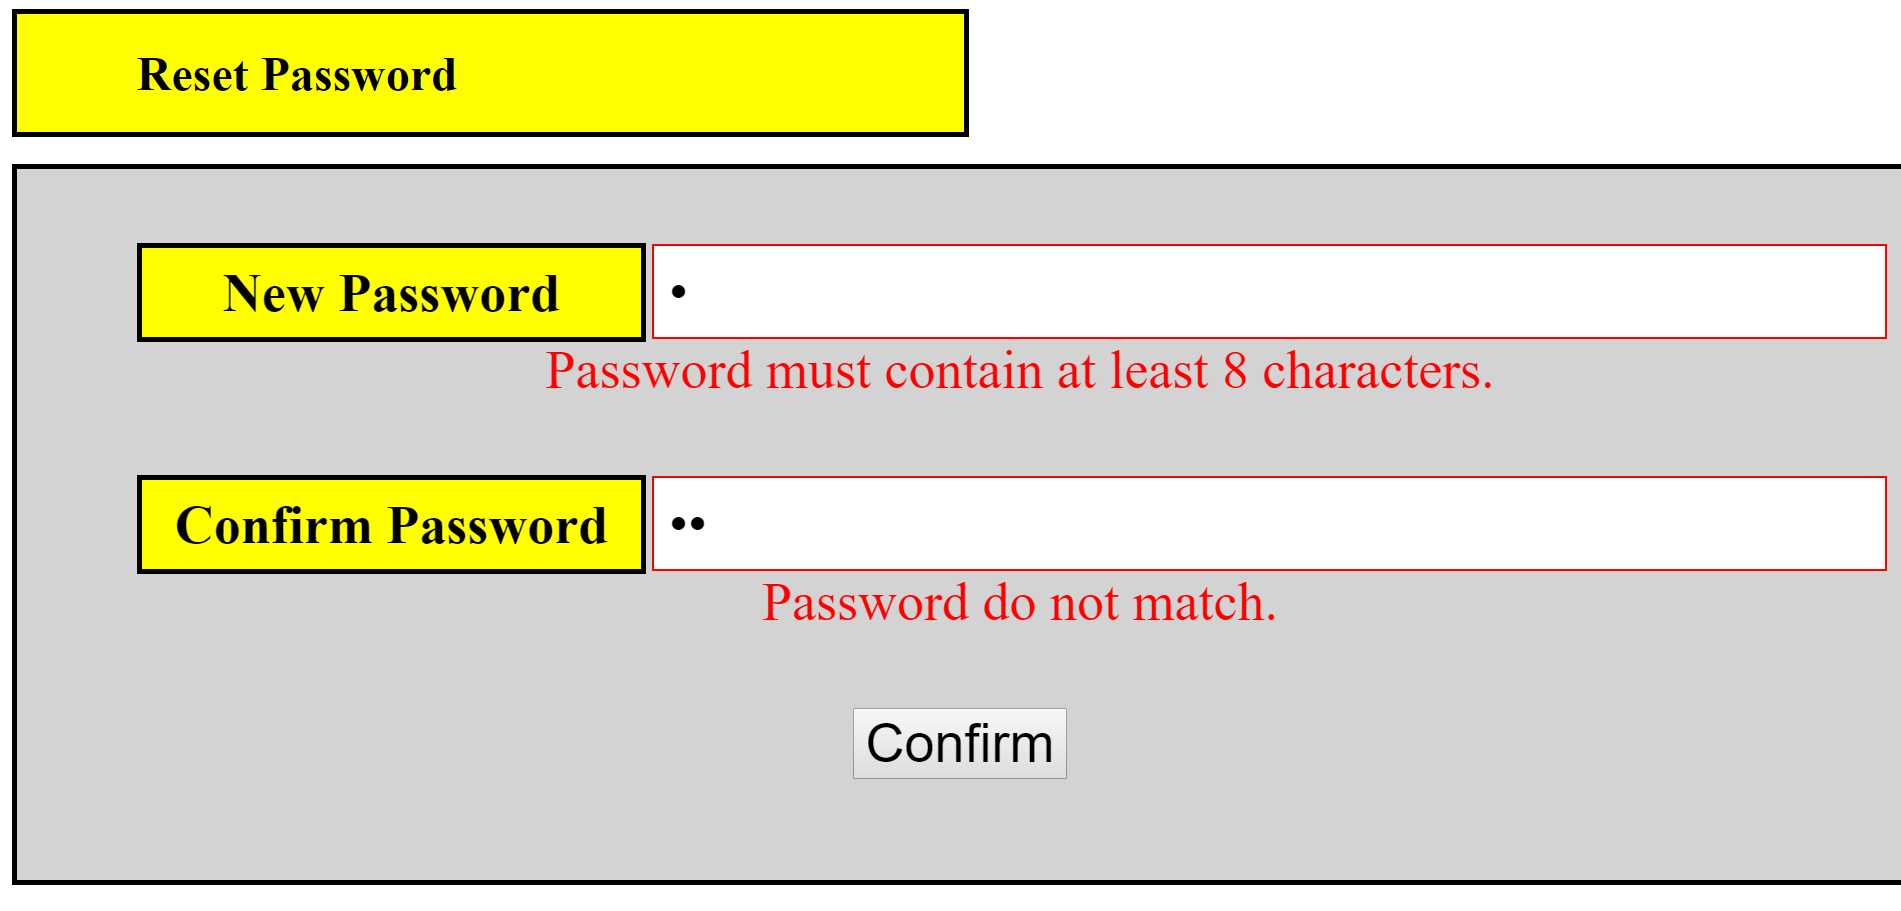 Reset Password
New Password
•
Password must contain at least 8 characters.
Confirm Password
••
Password do not match.
Confirm